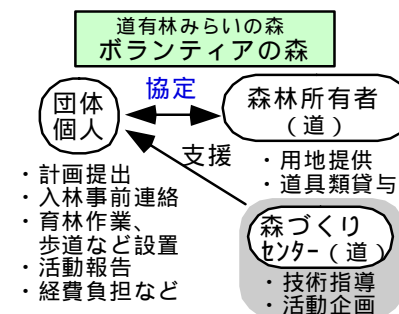 道有林みらいの森
ボランティアの森
協定
団体
個人
森林所有者
（道）
支援
・計画提出
・入林事前連絡
・育林作業、
歩道など設置
・活動報告
・経費負担など
・用地提供
・道具類貸与
森づくり
ｾﾝﾀｰ（道）
・技術指導
・活動企画